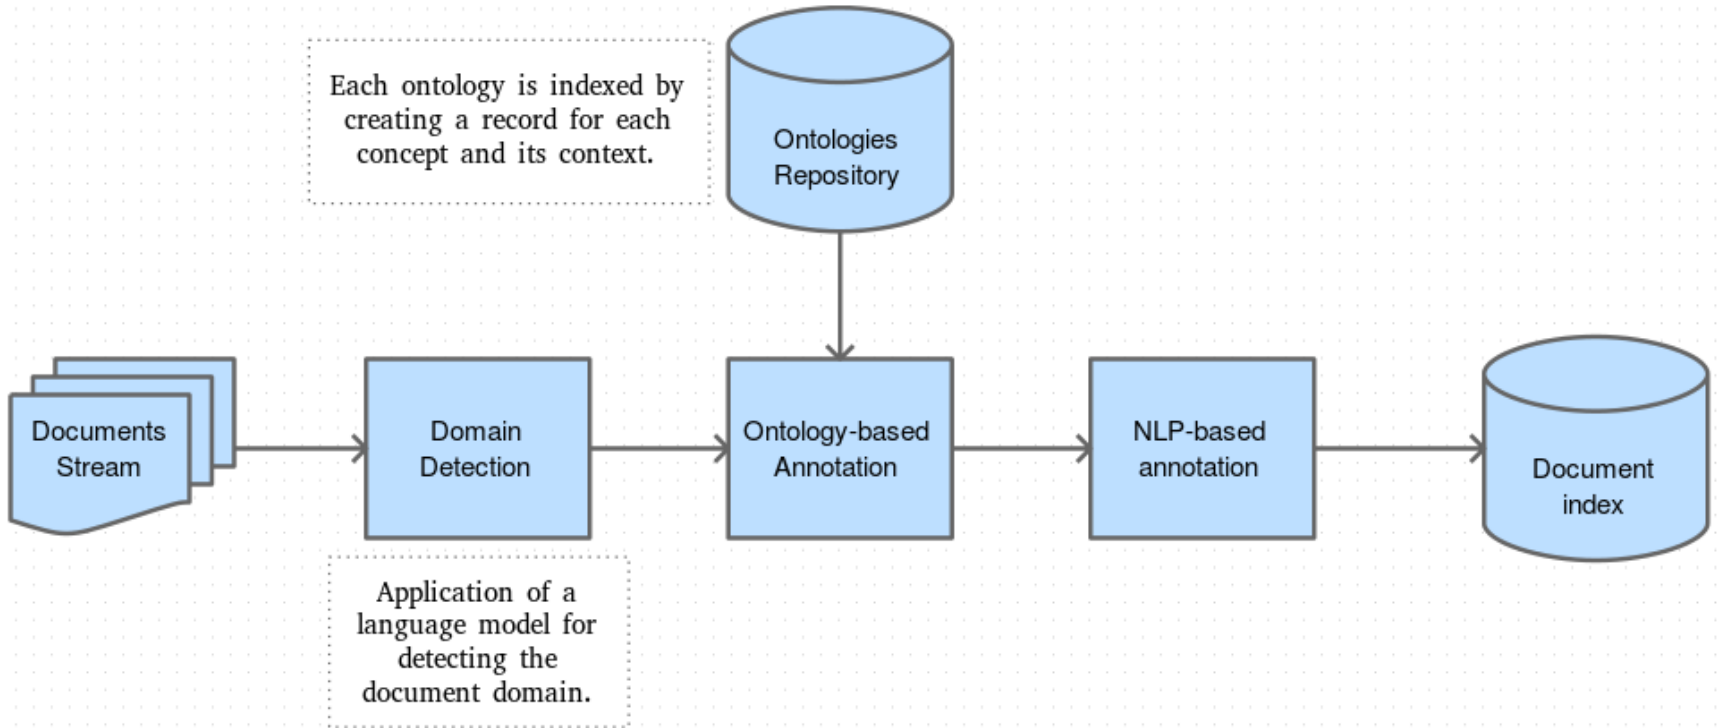 Each ontology is indexed by
creating a record for each
concept and its context.
Ontologies
Repository
Documents
Stream
Domain
Detection
Ontology-based
Annotation
NLP-based
annotation
Document
index
Application of a
language model for
detecting the
document domain.